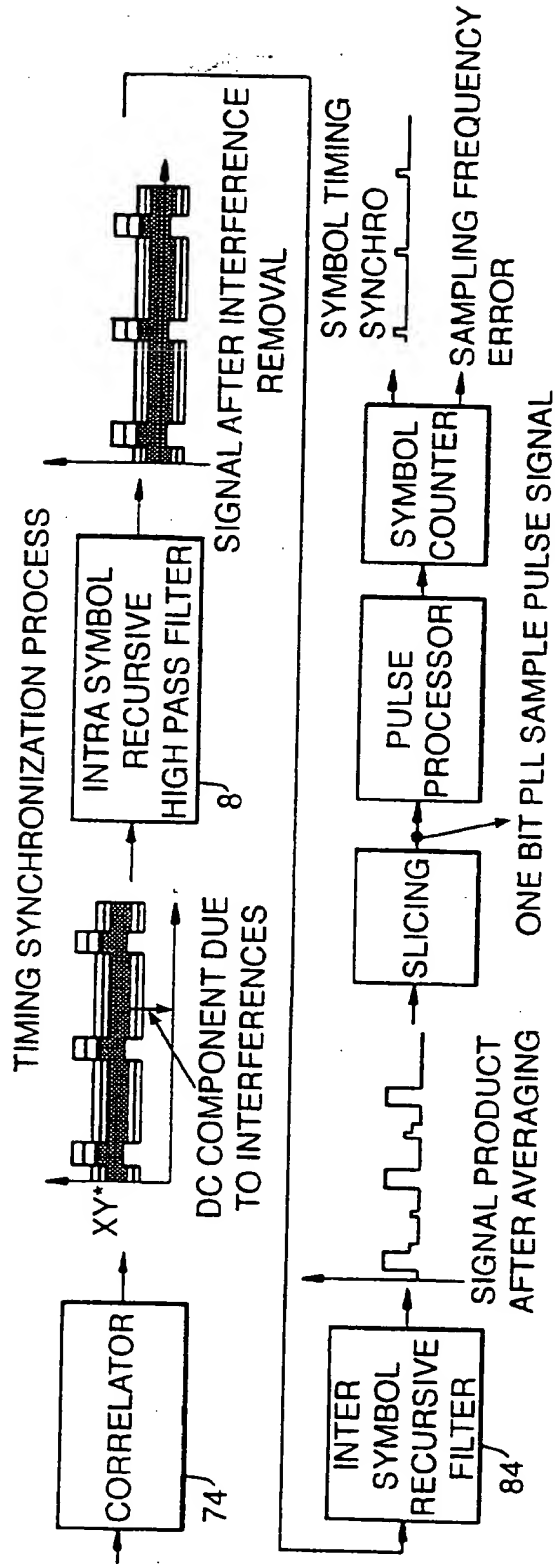 TIMING SYNCHRONIZATION PROCESS
CORRELATOR
74
XY*
DC COMPONENT DUE
TO INTERFERENCES
INTRA SYMBOL
RECURSIVE
HIGH PASS FILTER
8
SIGNAL AFTER INTERFERENCE
REMOVAL
INTER
SYMBOL
RECURSIVE
FILTER
84
SIGNAL PRODUCT
AFTER AVERAGING
SLICING
ONE BIT PLL SAMPLE PULSE SIGNAL
PULSE
PROCESSOR
SYMBOL
COUNTER
SYMBOL TIMING
SYNCHRO
SAMPLING FREQUENCY
ERROR